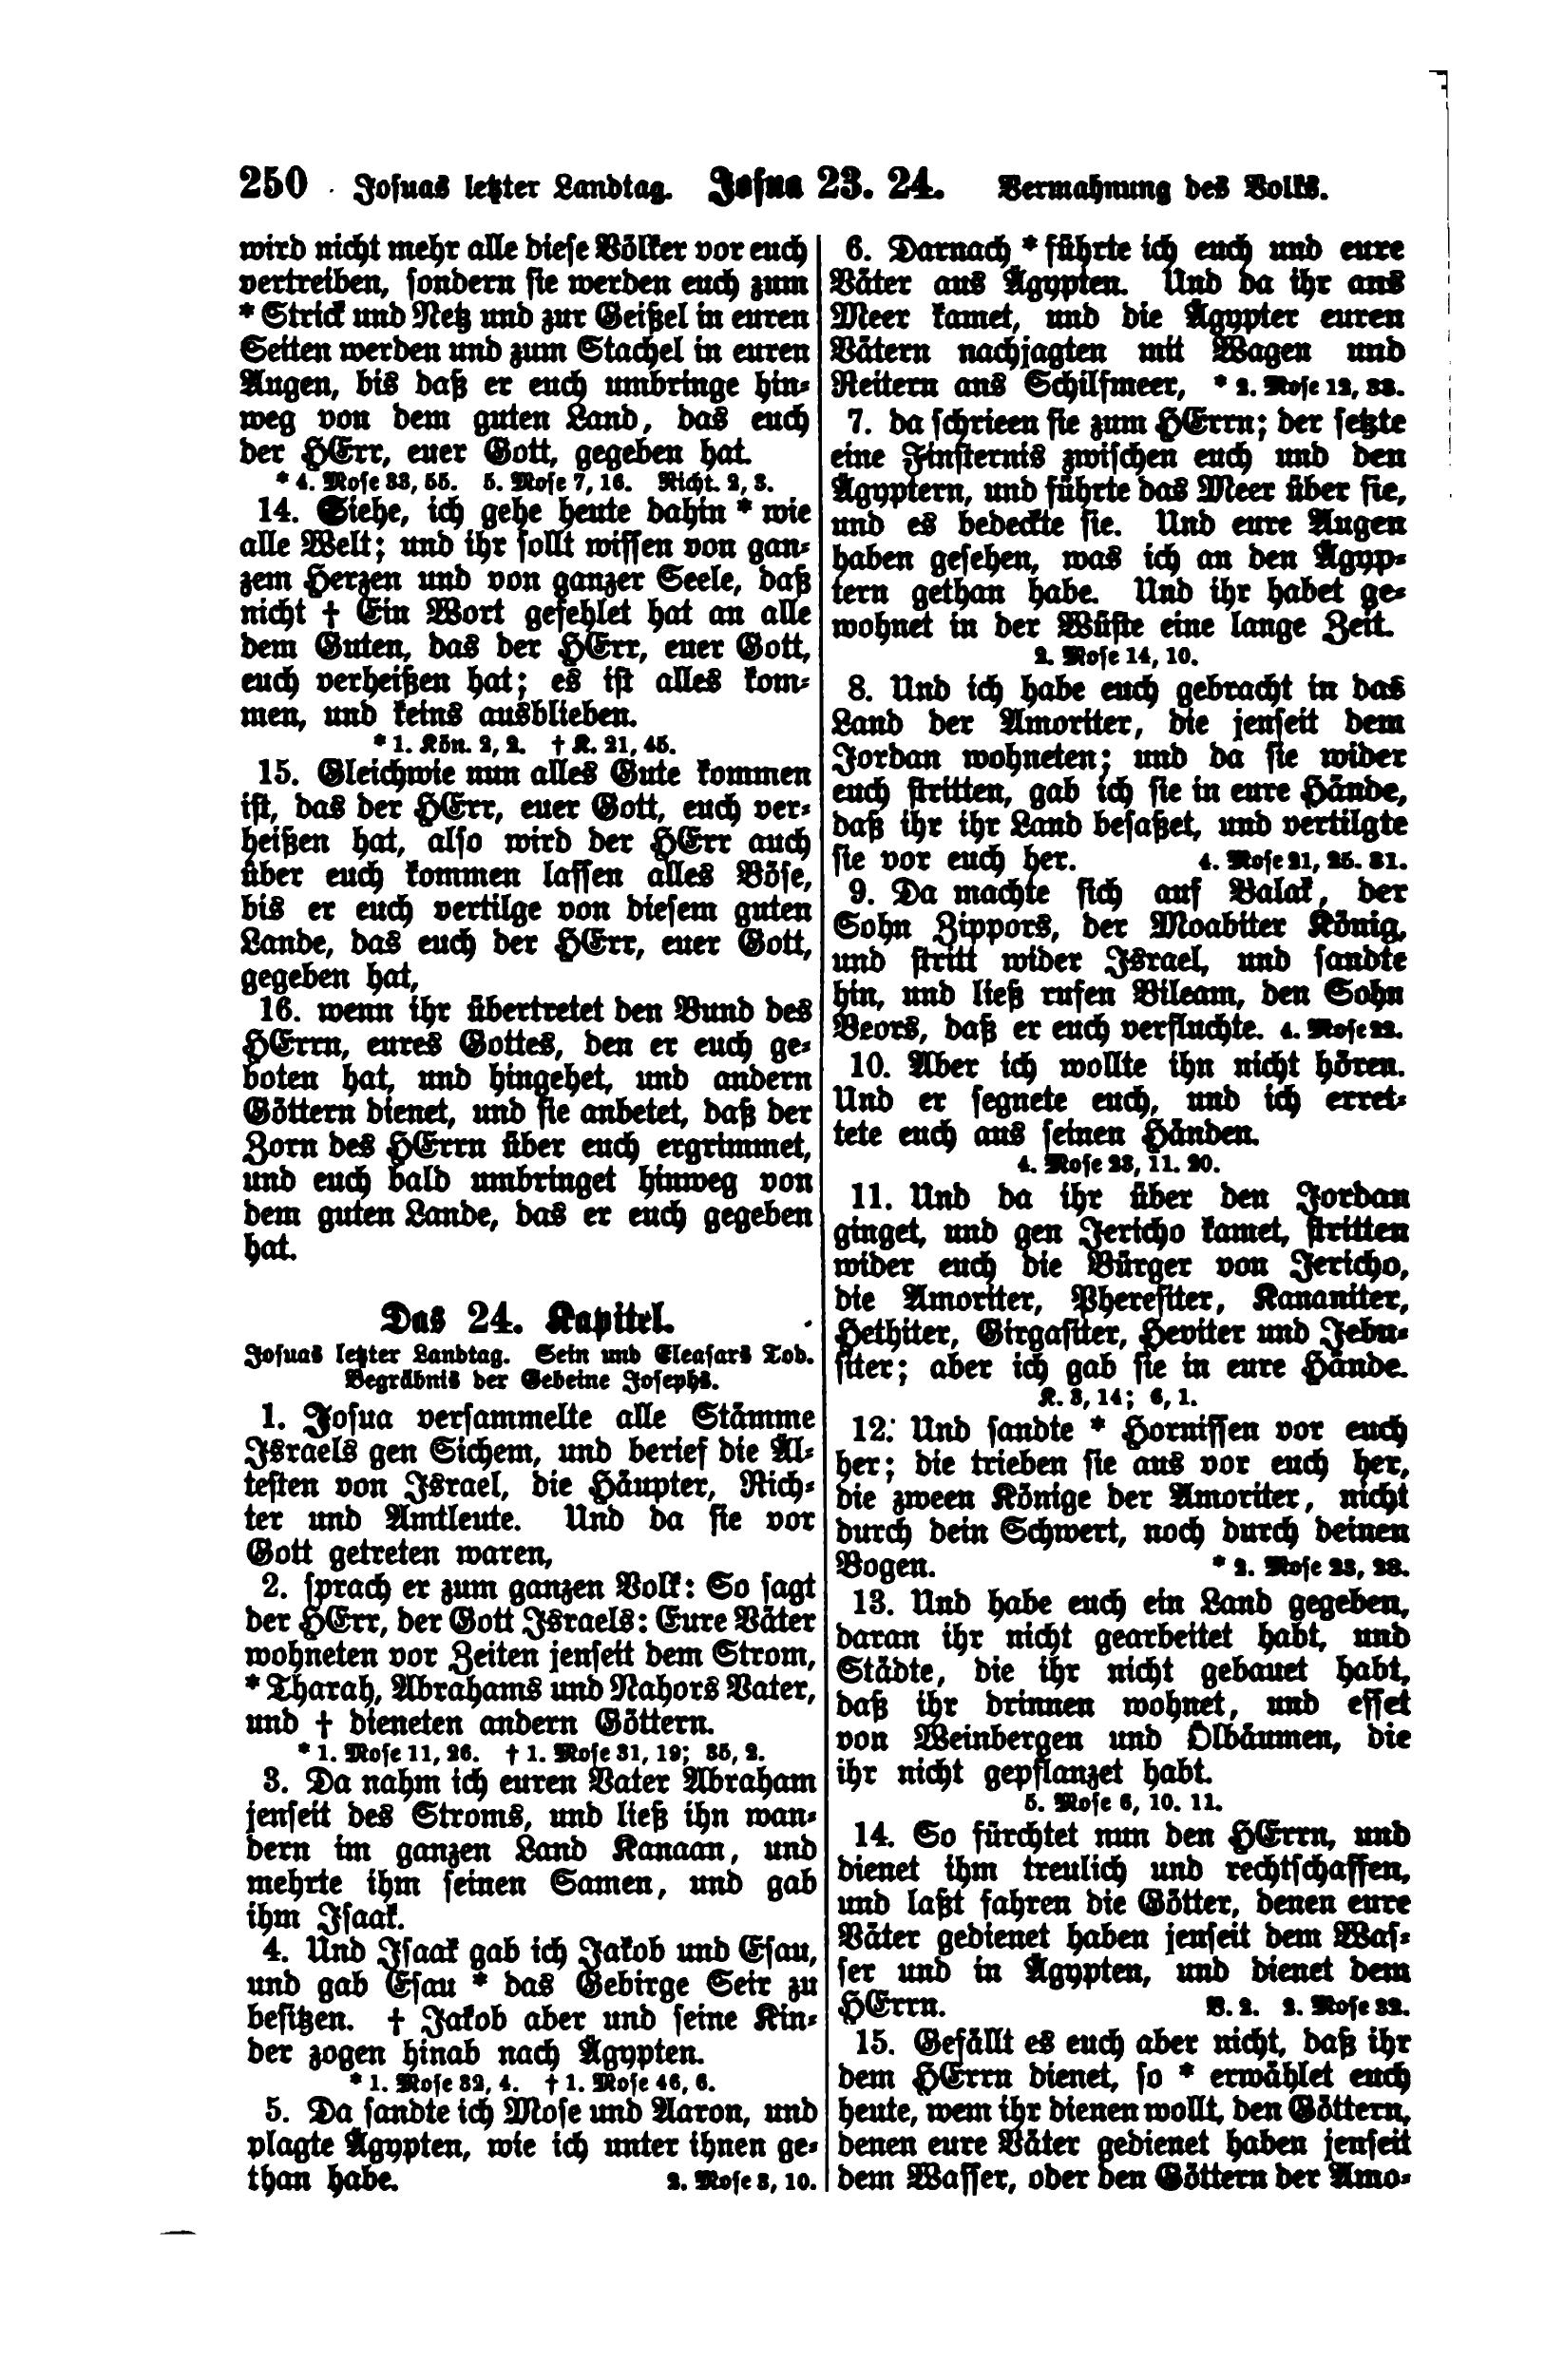 250 Josuas letzter Landtag. Josua 23. 24. Vermahnung des Volks.
wird nicht mehr alle diese Völker vor euch
vertreiben, sondern sie werden euch zum
* Strick und Netz und zur Geißel in euren
Seiten werden und zum Stachel in euren
Augen, bis daß er euch umbringe hin-
weg von dem guten Land, das euch
der HErr, euer Gott, gegeben hat.
* 4. Mose 33, 55. 5. Mose 7, 16. Richt. 2, 3.
14. Siehe, ich gehe heute dahin * wie
alle Welt; und ihr sollt wissen von gan-
zem Herzen und von ganzer Seele, daß
nicht † Ein Wort gefehlet hat an alle
dem Guten, das der HErr, euer Gott,
euch verheißen hat; es ist alles kom-
men, und keins ausblieben.
* 1. Kön. 2, 2. † K. 21, 45.
15. Gleichwie nun alles Gute kommen
ist, das der HErr, euer Gott, euch ver-
heißen hat, also wird der HErr auch
über euch kommen lassen alles Böse,
bis er euch vertilge von diesem guten
Lande, das euch der HErr, euer Gott,
gegeben hat,
16. wenn ihr übertretet den Bund des
HErrn, eures Gottes, den er euch ge-
boten hat, und hingehet, und andern
Göttern dienet, und sie anbetet, daß der
Zorn des HErrn über euch ergrimmet,
und euch bald umbringet hinweg von
dem guten Lande, das er euch gegeben
hat.
Das 24. Kapitel.
Josuas letzter Landtag. Sein und Eleasars Tod.
Begräbnis der Gebeine Josephs.
1. Josua versammelte alle Stämme
Israels gen Sichem, und berief die Äl-
testen von Israel, die Häupter, Rich-
ter und Amtleute. Und da sie vor
Gott getreten waren,
2. sprach er zum ganzen Volk: So sagt
der HErr, der Gott Israels: Eure Väter
wohneten vor Zeiten jenseit dem Strom,
* Tharah, Abrahams und Nahors Vater,
und † dieneten andern Göttern.
* 1. Mose 11, 26. † 1. Mose 31, 19; 35, 2.
3. Da nahm ich euren Vater Abraham
jenseit des Stroms, und ließ ihn wan-
dern im ganzen Land Kanaan, und
mehrte ihm seinen Samen, und gab
ihm Isaak.
4. Und Isaak gab ich Jakob und Esau,
und gab Esau * das Gebirge Seir zu
besitzen. † Jakob aber und seine Kin-
der zogen hinab nach Ägypten.
* 1. Mose 32, 4. † 1. Mose 46, 6.
5. Da sandte ich Mose und Aaron, und
plagte Ägypten, wie ich unter ihnen ge-
than habe. 2. Mose 3, 10.
6. Darnach * führte ich euch und eure
Väter aus Ägypten. Und da ihr ans
Meer kamet, und die Ägypter euren
Vätern nachjagten mit Wagen und
Reitern ans Schilfmeer, * 2. Mose 12, 33.
7. da schrieen sie zum HErrn; der setzte
eine Finsternis zwischen euch und den
Ägyptern, und führte das Meer über sie,
und es bedeckte sie. Und eure Augen
haben gesehen, was ich an den Ägyp-
tern gethan habe. Und ihr habet ge-
wohnet in der Wüste eine lange Zeit.
2. Mose 14, 10.
8. Und ich habe euch gebracht in das
Land der Amoriter, die jenseit dem
Jordan wohneten; und da sie wider
euch stritten, gab ich sie in eure Hände,
daß ihr ihr Land besaßet, und vertilgte
sie vor euch her. 4. Mose 21, 25. 31.
9. Da machte sich auf Balak, der
Sohn Zippors, der Moabiter König,
und stritt wider Israel, und sandte
hin, und ließ rufen Bileam, den Sohn
Beors, daß er euch verfluchte. 4. Mose 22.
10. Aber ich wollte ihn nicht hören.
Und er segnete euch, und ich erret-
tete euch aus seinen Händen.
4. Mose 23, 11. 20.
11. Und da ihr über den Jordan
ginget, und gen Jericho kamet, stritten
wider euch die Bürger von Jericho,
die Amoriter, Pheresiter, Kananiter,
Hethiter, Girgasiter, Heviter und Jebu-
siter; aber ich gab sie in eure Hände.
K. 3, 14; 6, 1.
12. Und sandte * Hornissen vor euch
her; die trieben sie aus vor euch her,
die zween Könige der Amoriter, nicht
durch dein Schwert, noch durch deinen
Bogen. * 2. Mose 23, 28.
13. Und habe euch ein Land gegeben,
daran ihr nicht gearbeitet habt, und
Städte, die ihr nicht gebauet habt,
daß ihr drinnen wohnet, und esset
von Weinbergen und Ölbäumen, die
ihr nicht gepflanzet habt.
5. Mose 6, 10. 11.
14. So fürchtet nun den HErrn, und
dienet ihm treulich und rechtschaffen,
und laßt fahren die Götter, denen eure
Väter gedienet haben jenseit dem Was-
ser und in Ägypten, und dienet dem
HErrn. V. 2. 2. Mose 32.
15. Gefällt es euch aber nicht, daß ihr
dem HErrn dienet, so * erwählet euch
heute, wem ihr dienen wollt, den Göttern,
denen eure Väter gedienet haben jenseit
dem Wasser, oder den Göttern der Amo-